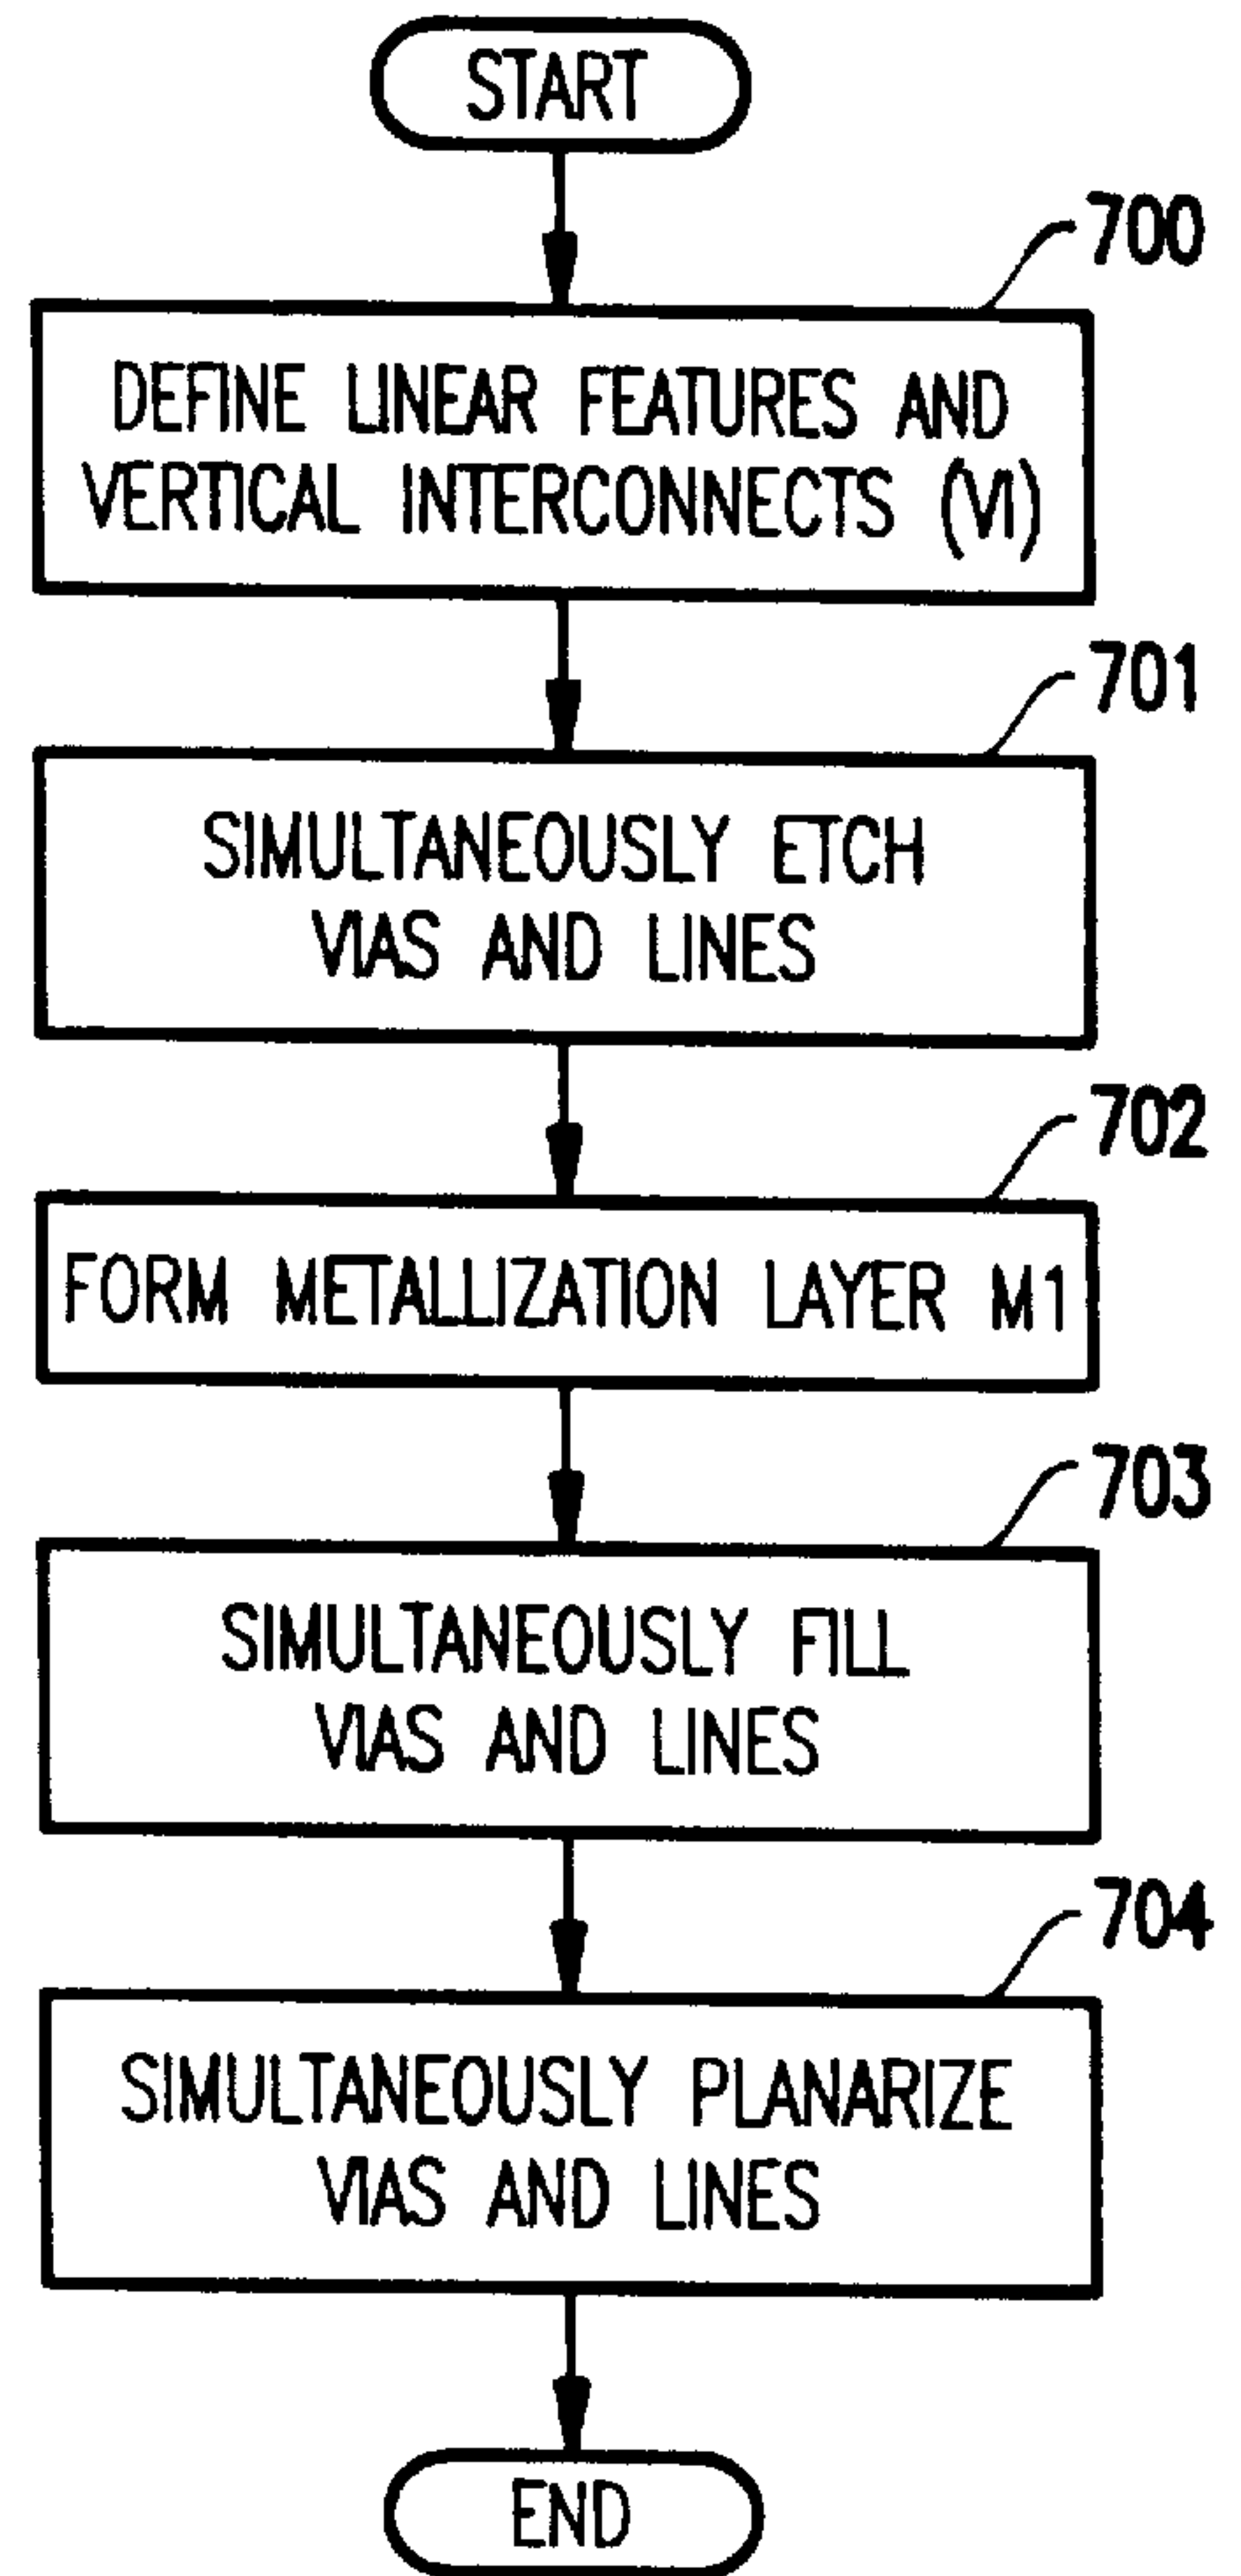 START
700
DEFINE LINEAR FEATURES AND
VERTICAL INTERCONNECTS (VI)
701
SIMULTANEOUSLY ETCH
VIAS AND LINES
702
FORM METALLIZATION LAYER M1
703
SIMULTANEOUSLY FILL
VIAS AND LINES
704
SIMULTANEOUSLY PLANARIZE
VIAS AND LINES
END